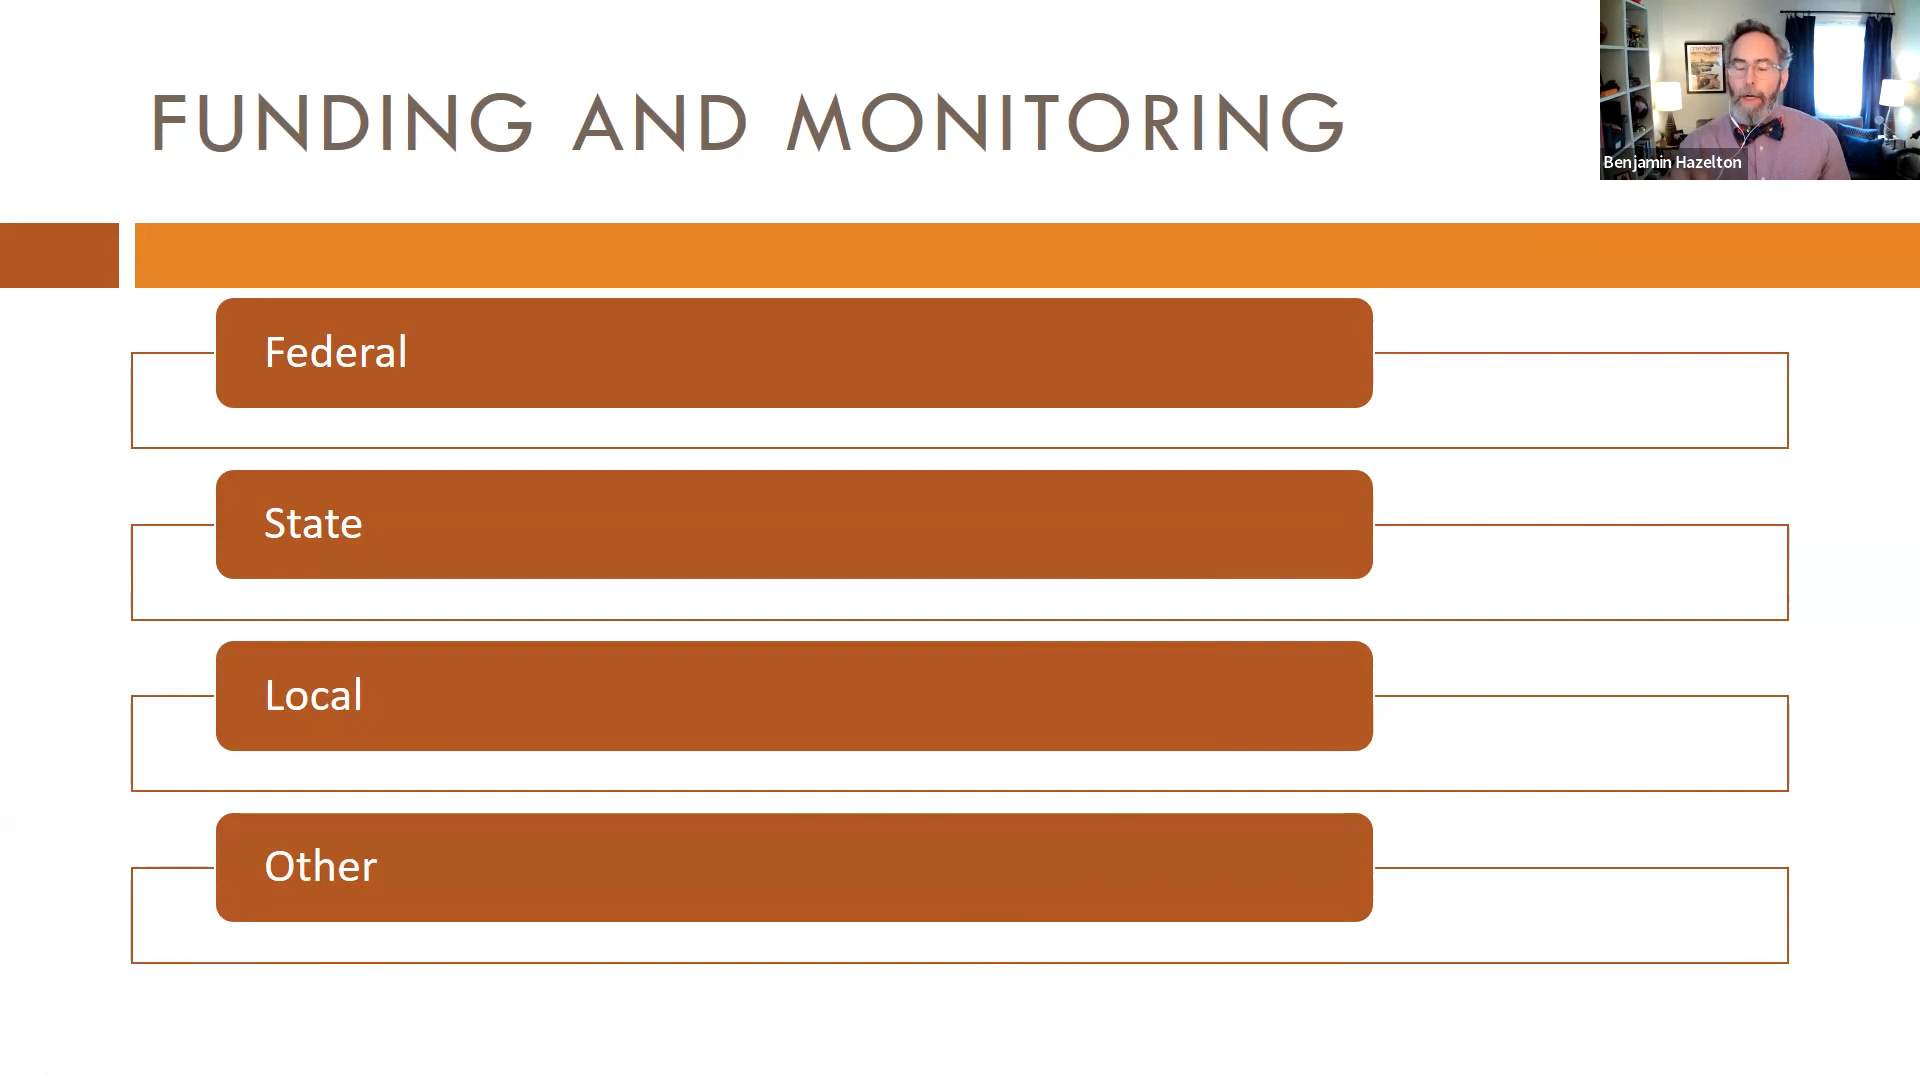 FUNDING AND MONITORING
Benjamin Hazelton
Federal
State
Local
Other